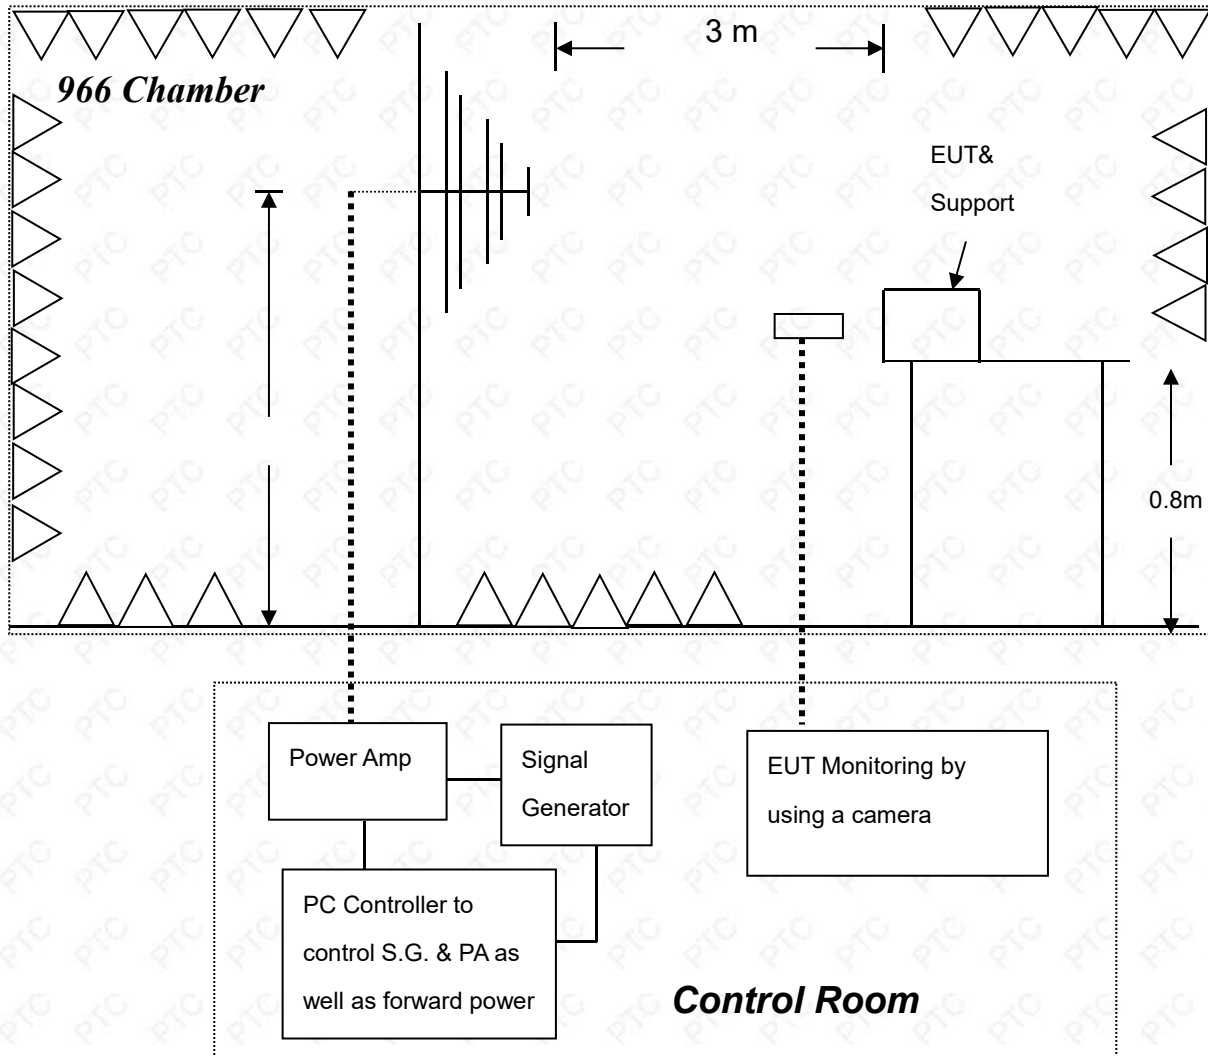 3 m
966 Chamber
EUT&
Support
0.8m
Power Amp
Signal
Generator
EUT Monitoring by
using a camera
PC Controller to
control S.G. & PA as
well as forward power
Control Room
PTC